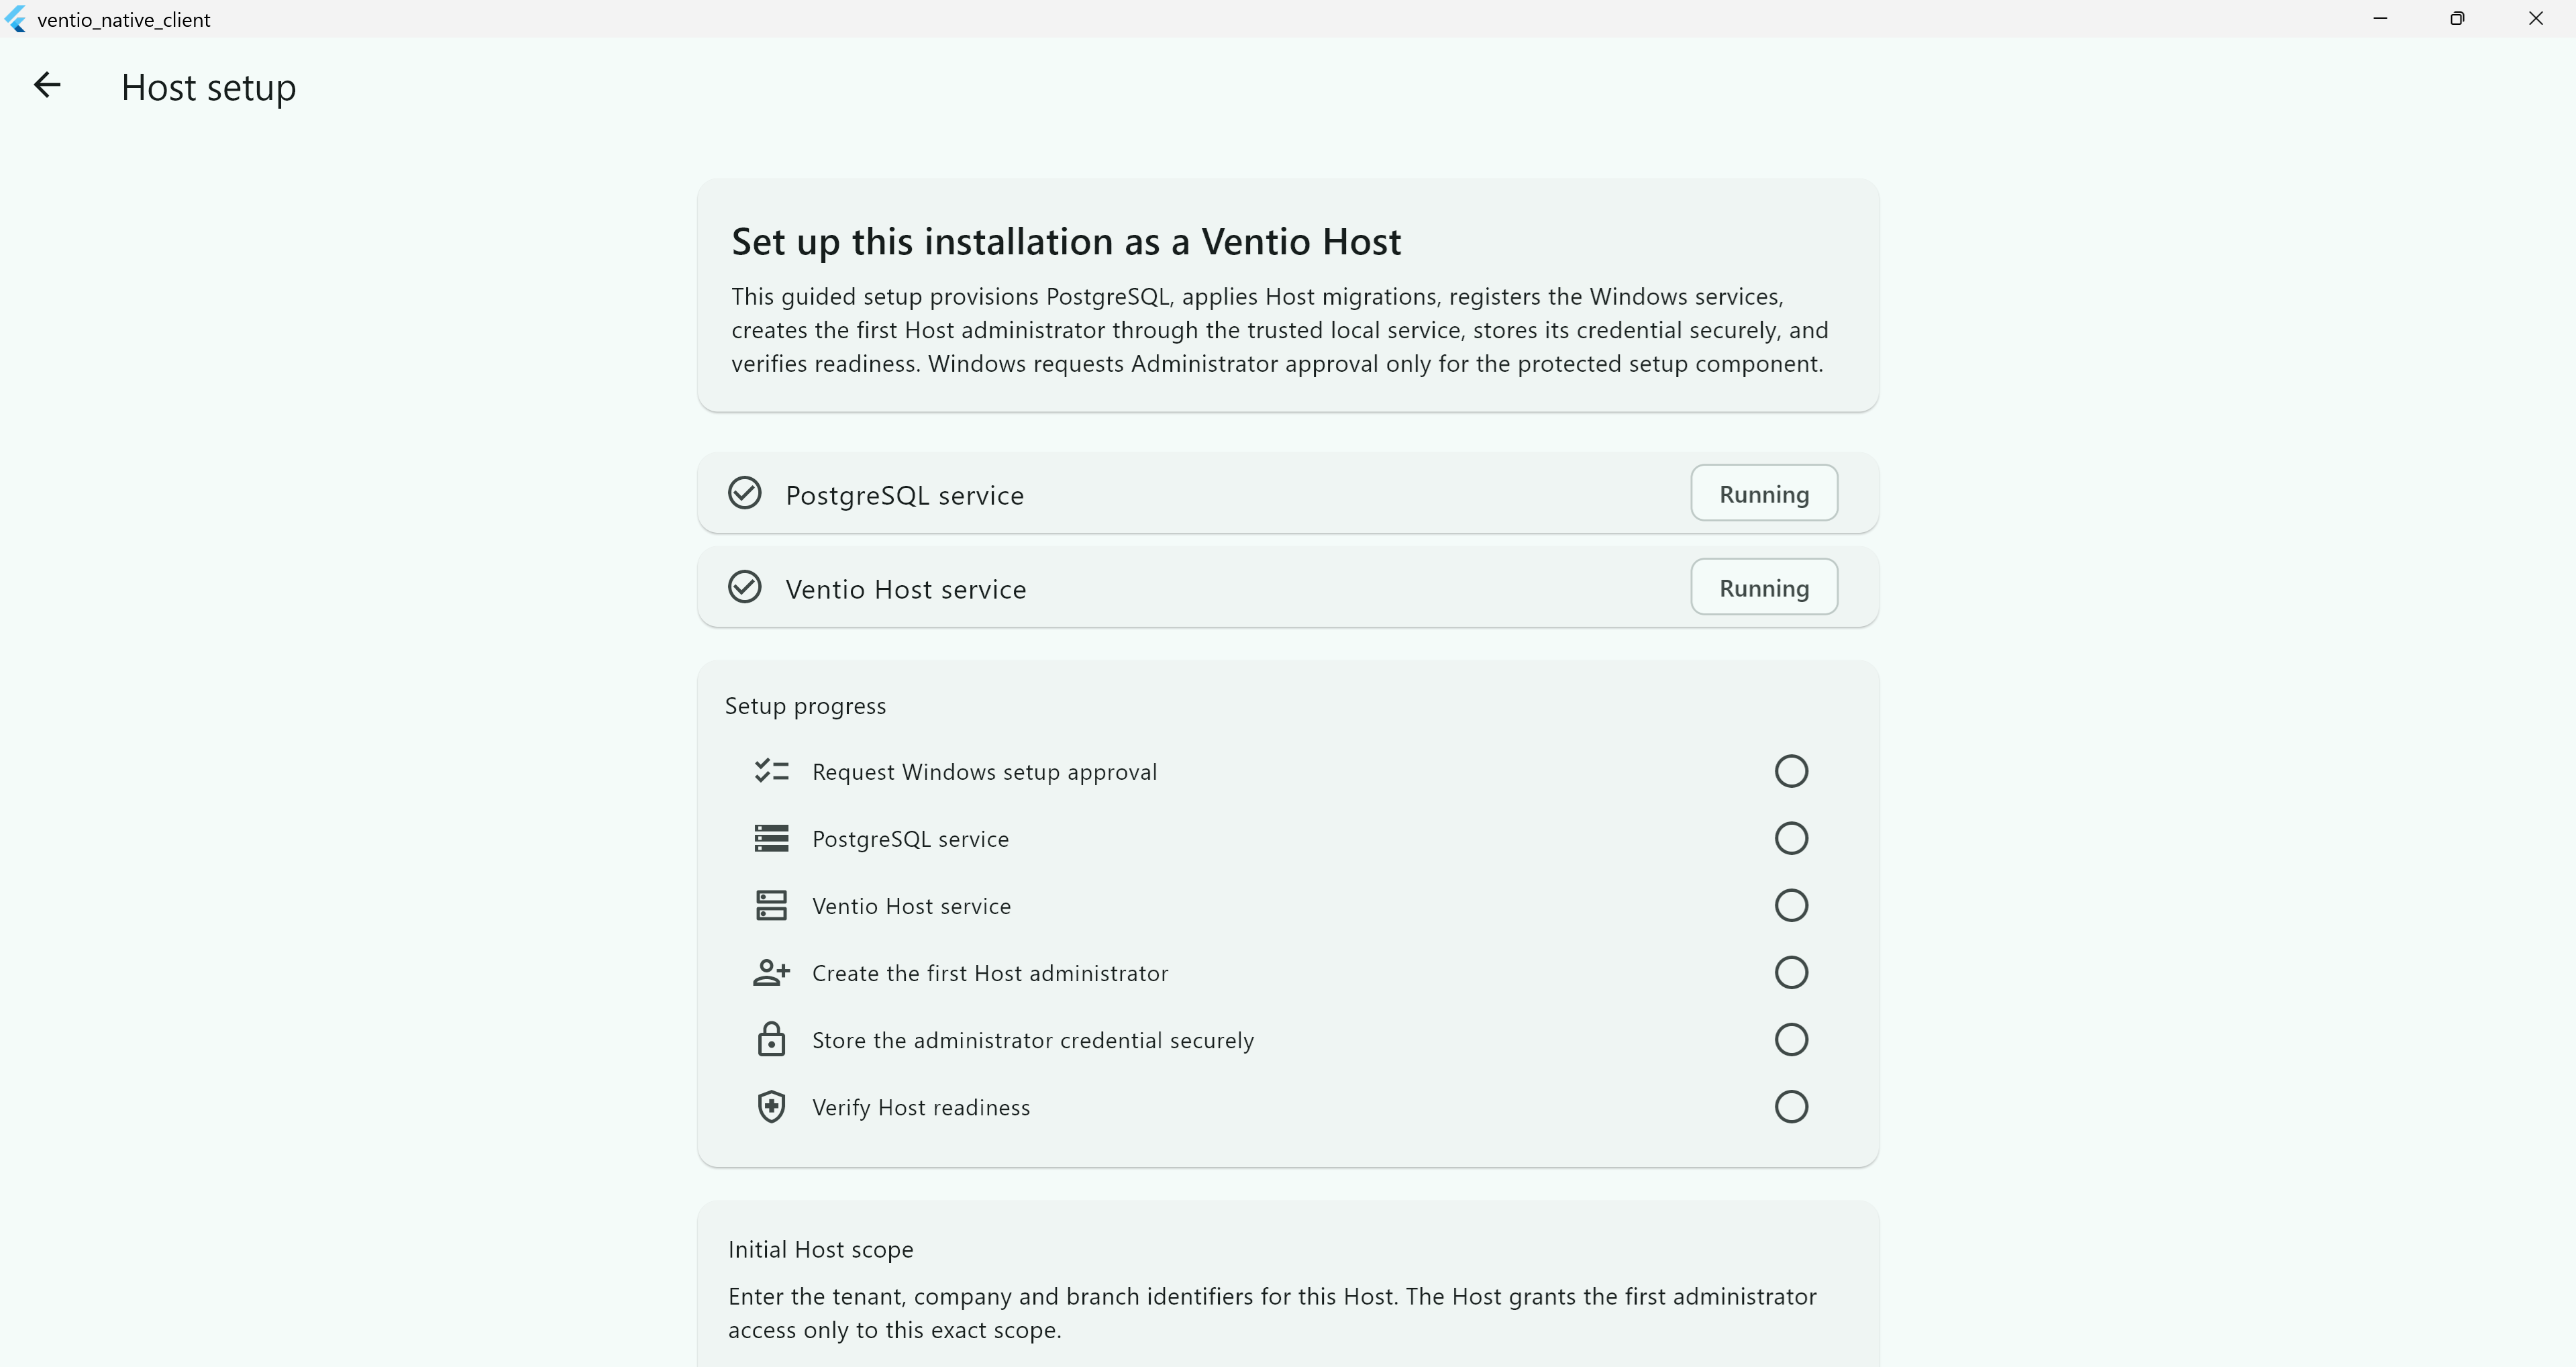 ventio_native_client
Host setup
Set up this installation as a Ventio Host
This guided setup provisions PostgreSQL, applies Host migrations, registers the Windows services,
creates the first Host administrator through the trusted local service, stores its credential securely, and
verifies readiness. Windows requests Administrator approval only for the protected setup component.
PostgreSQL service
Running
Ventio Host service
Running
Setup progress
Request Windows setup approval
PostgreSQL service
Ventio Host service
Create the first Host administrator
Store the administrator credential securely
Verify Host readiness
Initial Host scope
Enter the tenant, company and branch identifiers for this Host. The Host grants the first administrator
access only to this exact scope.